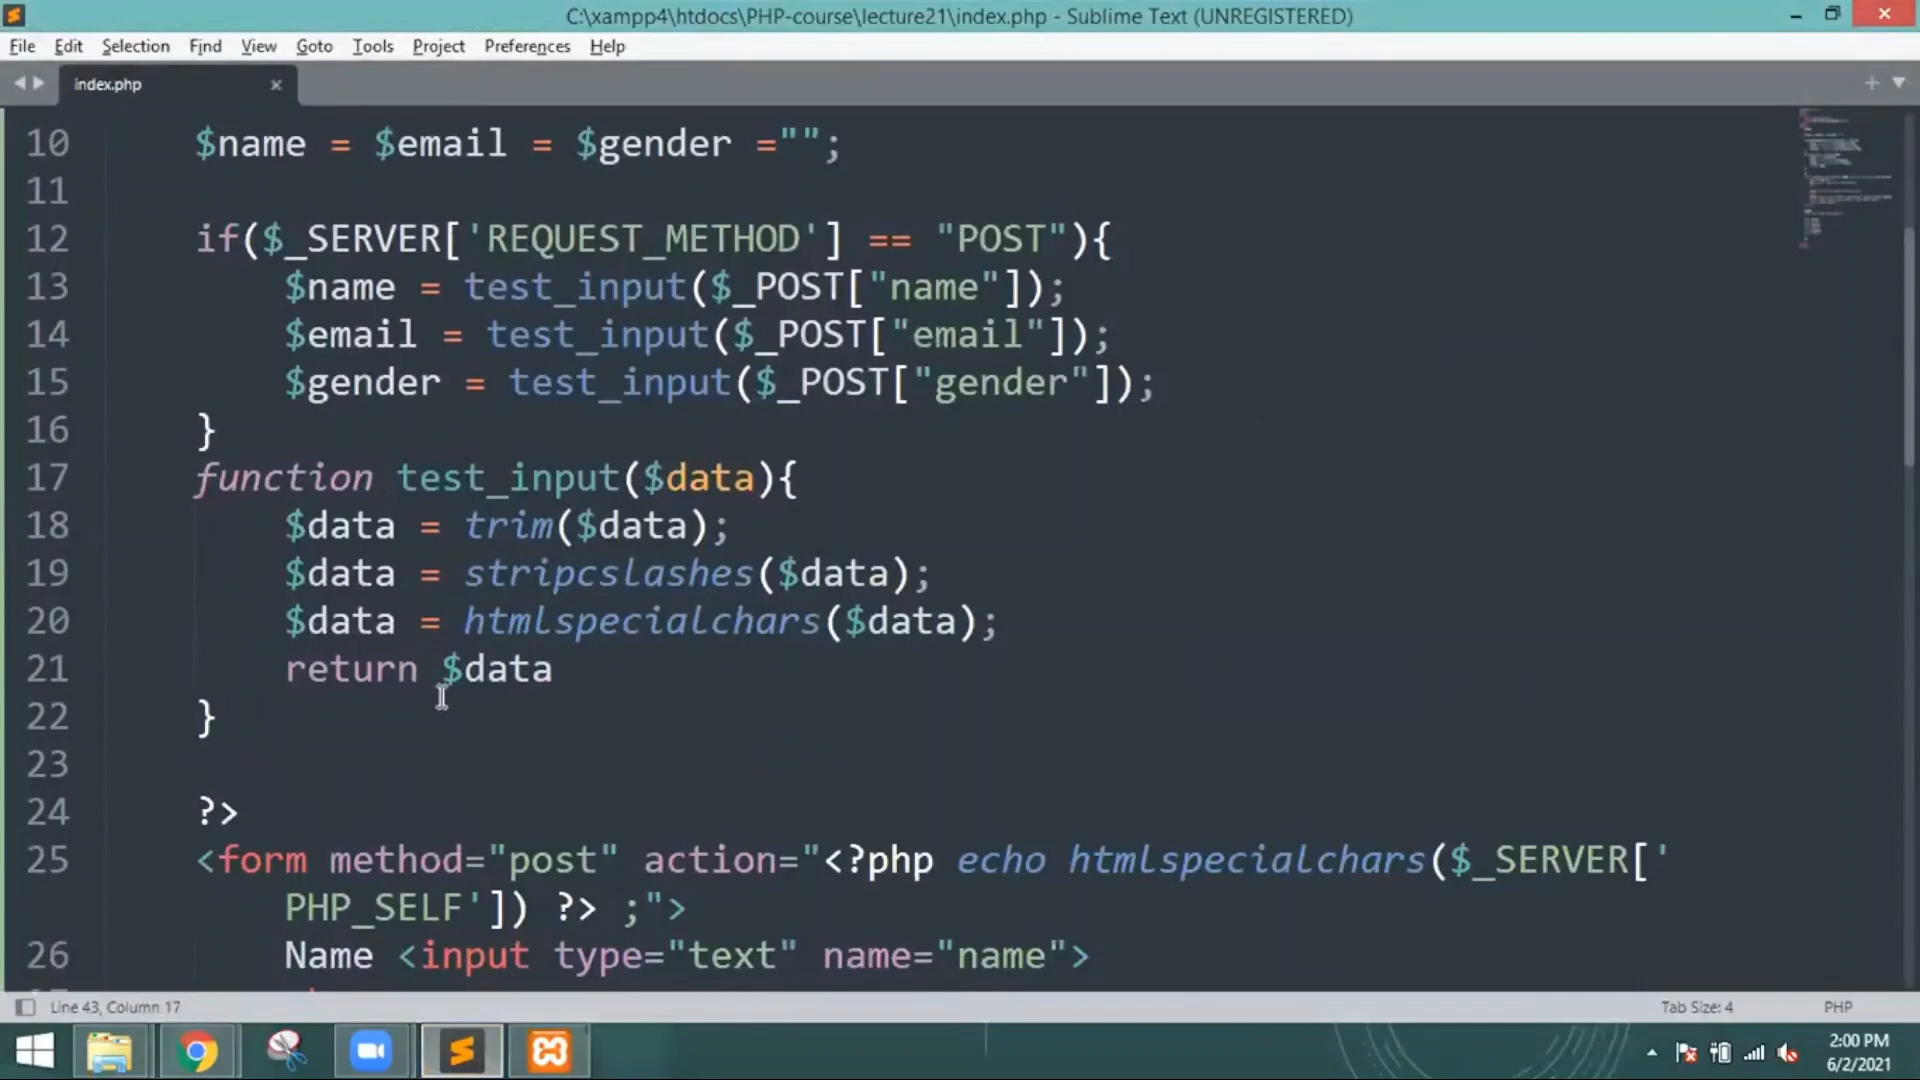 C:\xampp4\htdocs\PHP-course\lecture21\index.php - Sublime Text (UNREGISTERED)
File Edit Selection Find View Goto Tools Project Preferences Help
index.php
10 $name = $email = $gender ="";
11
12 if($_SERVER['REQUEST_METHOD'] == "POST"){
13 $name = test_input($_POST["name"]);
14 $email = test_input($_POST["email"]);
15 $gender = test_input($_POST["gender"]);
16 }
17 function test_input($data){
18 $data = trim($data);
19 $data = stripcslashes($data);
20 $data = htmlspecialchars($data);
21 return $data
22 }
23
24 ?>
25 <form method="post" action="<?php echo htmlspecialchars($_SERVER['
PHP_SELF']) ?> ;">
26 Name <input type="text" name="name">
Line 43, Column 17 Tab Size: 4 PHP
2:00 PM
6/2/2021